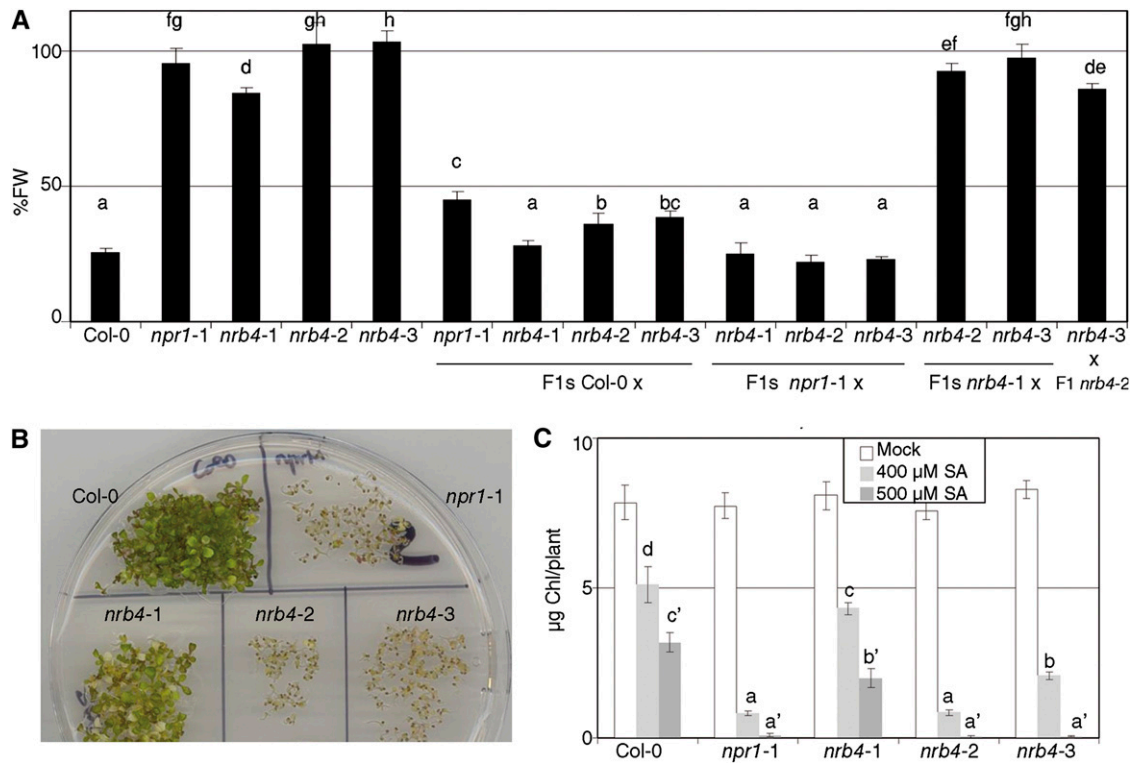 A
fg
gh
h
fgh
100
d
ef
de
c
50
a
a
b
bc
a
a
a
%FW
0
Col-0
npr1-1
nrb4-1
nrb4-2
nrb4-3
npr1-1
nrb4-1
nrb4-2
nrb4-3
nrb4-1
nrb4-2
nrb4-3
nrb4-2
nrb4-3
nrb4-3
x
F1s Col-0 x
F1s npr1-1 x
F1s nrb4-1 x
F1 nrb4-2
B
Col-0
npr1-1
nrb4-1
nrb4-2
nrb4-3
C
10
Mock
400 µM SA
500 µM SA
d
c'
c
b'
5
a
a'
a
a'
b
a'
µg Chl/plant
0
Col-0
npr1-1
nrb4-1
nrb4-2
nrb4-3